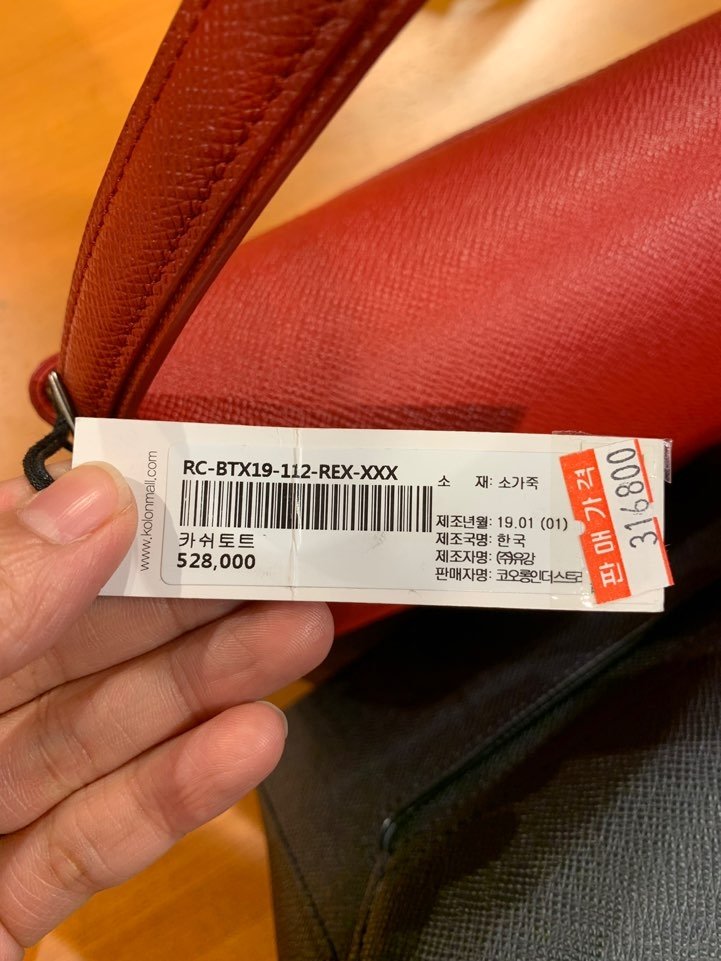 www.kolonmall.com
RC-BTX19-112-REX-XXX
카쉬토트
528,000
소 재: 소가죽
제조년월: 19.01 (01)
제조국명: 한국
제조자명: ㈜유강
판매자명: 코오롱인더스트리
판매가격
316800